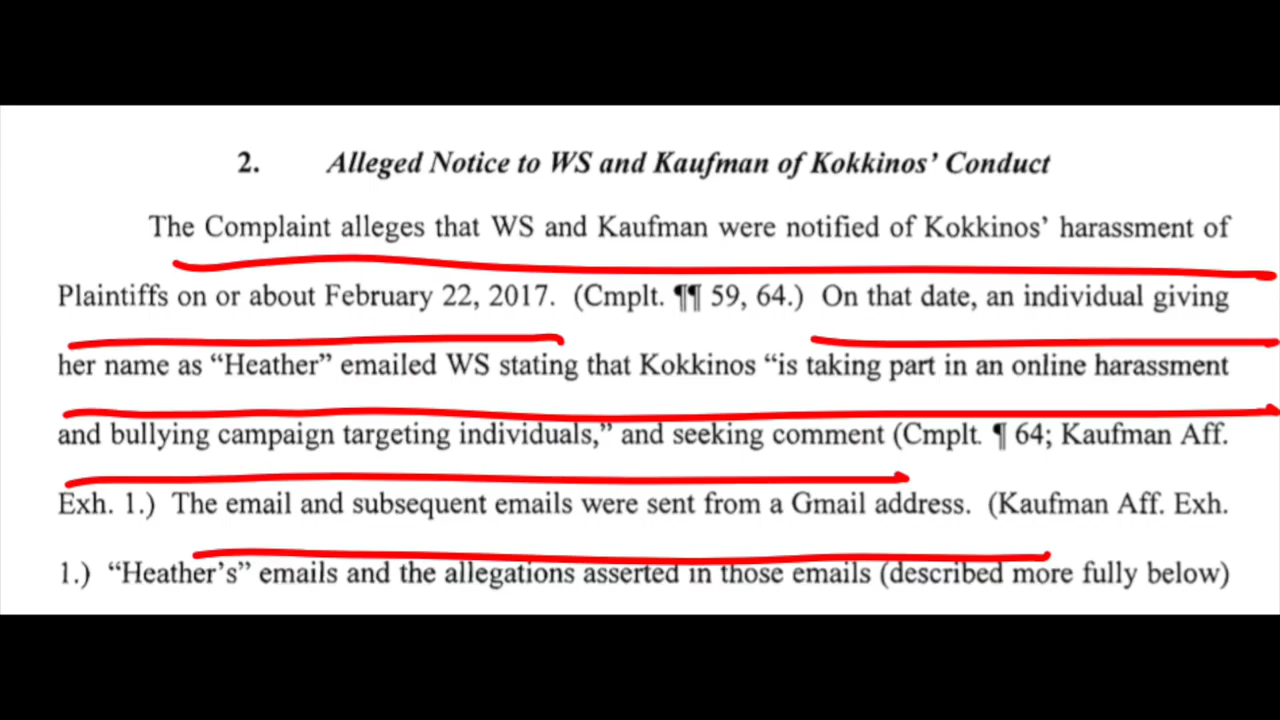 2. Alleged Notice to WS and Kaufman of Kokkinos’ Conduct
The Complaint alleges that WS and Kaufman were notified of Kokkinos’ harassment of
Plaintiffs on or about February 22, 2017. (Cmplt. ¶¶ 59, 64.) On that date, an individual giving
her name as “Heather” emailed WS stating that Kokkinos “is taking part in an online harassment
and bullying campaign targeting individuals,” and seeking comment (Cmplt. ¶ 64; Kaufman Aff.
Exh. 1.) The email and subsequent emails were sent from a Gmail address. (Kaufman Aff. Exh.
1.) “Heather’s” emails and the allegations asserted in those emails (described more fully below)